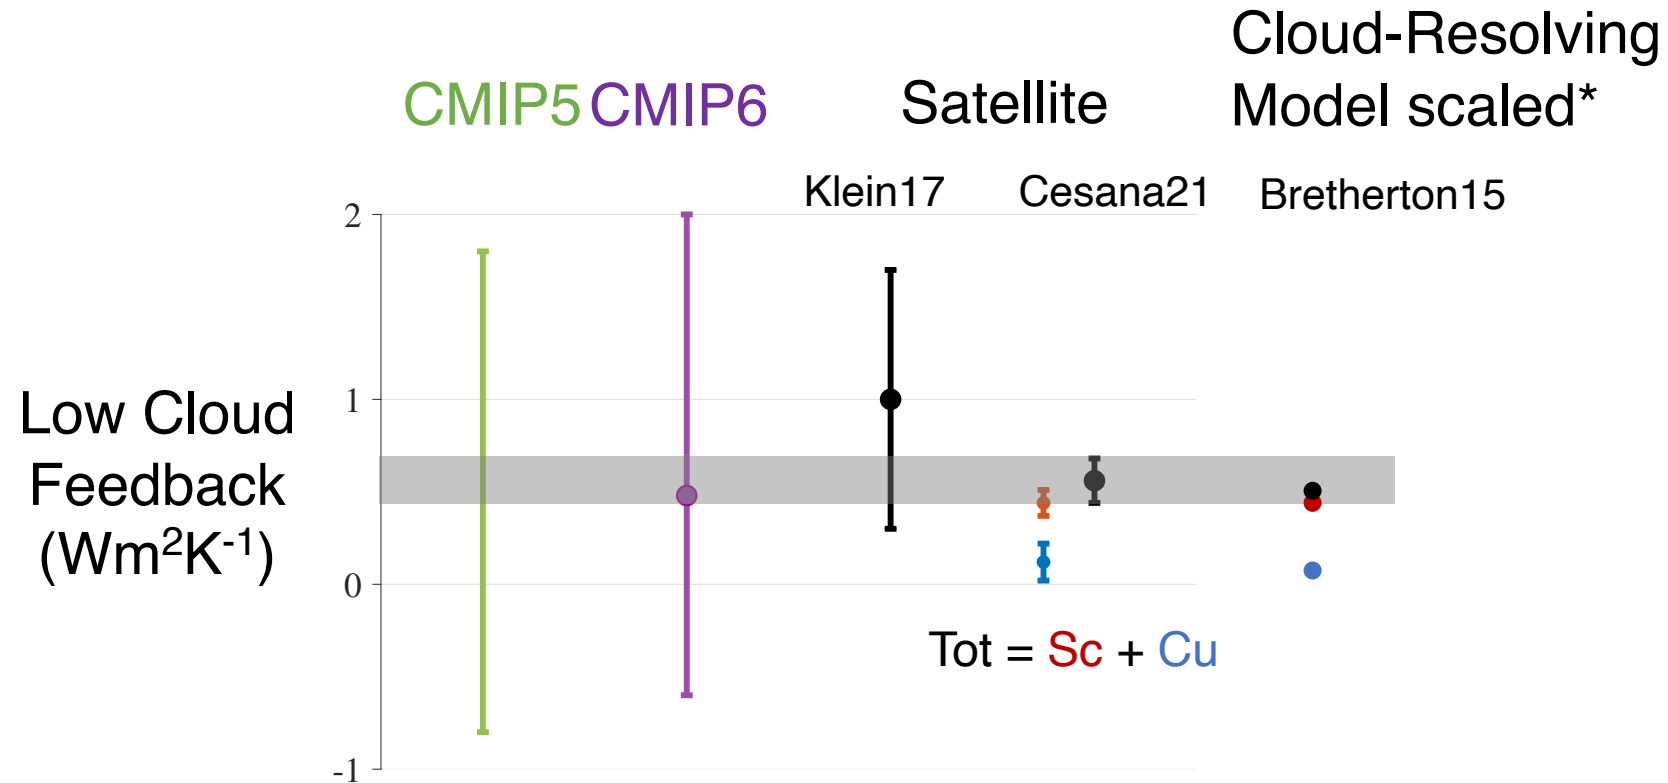 Cloud-Resolving
Model scaled*
CMIP5 CMIP6
Satellite
Klein17
Cesana21
Bretherton15
2
1
0
-1
Low Cloud
Feedback
(Wm²K⁻¹)
Tot = Sc + Cu